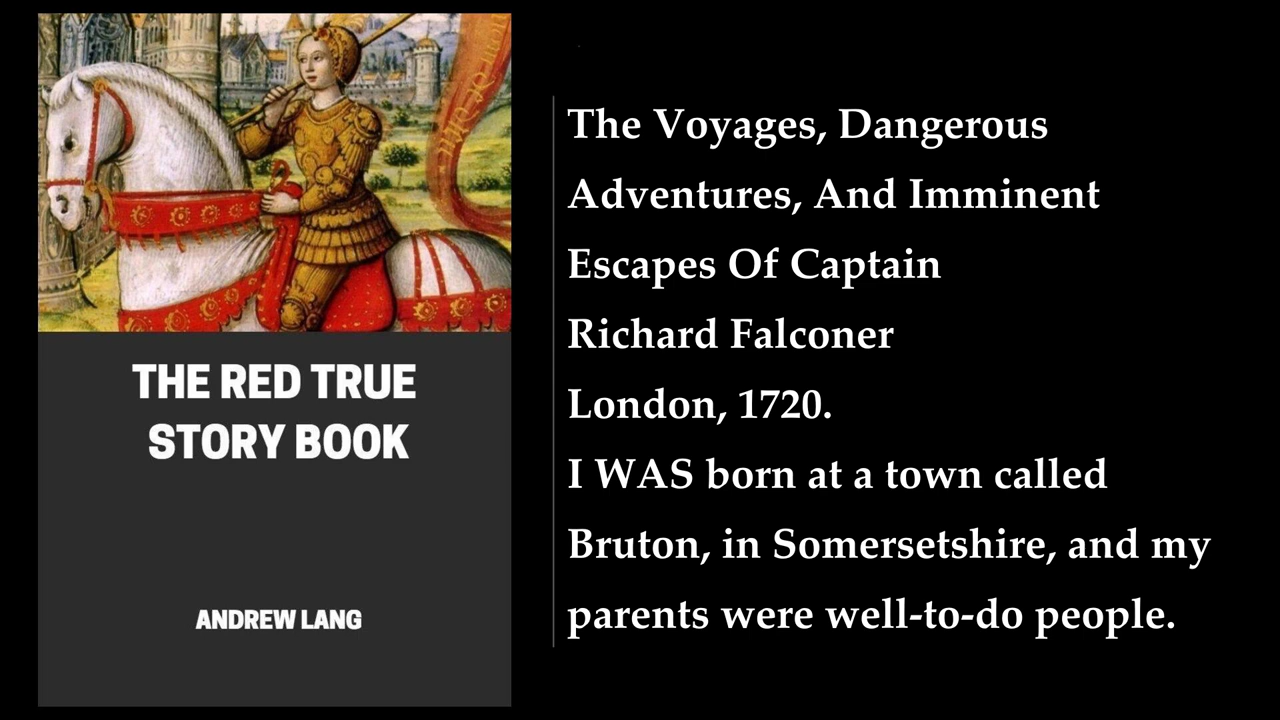 THE RED TRUE
STORY BOOK
ANDREW LANG
The Voyages, Dangerous
Adventures, And Imminent
Escapes Of Captain
Richard Falconer
London, 1720.
I WAS born at a town called
Bruton, in Somersetshire, and my
parents were well-to-do people.